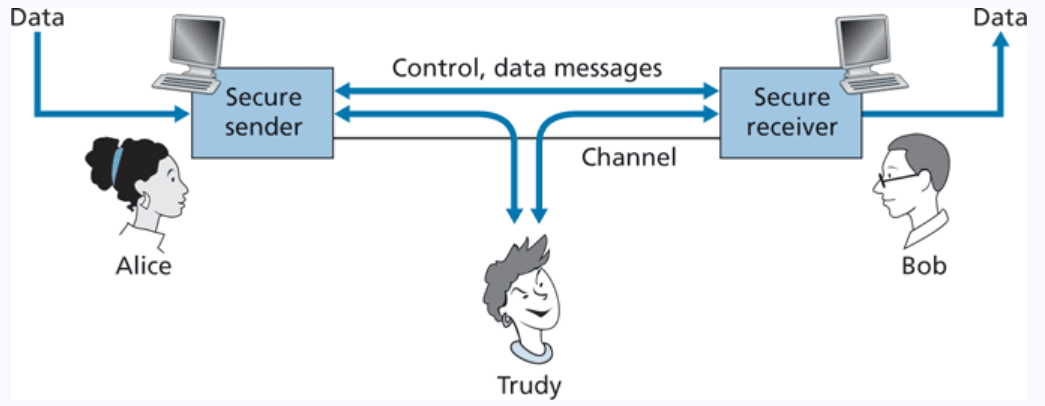 Data
Data
Control, data messages
Secure
sender
Secure
receiver
Channel
Alice
Bob
Trudy